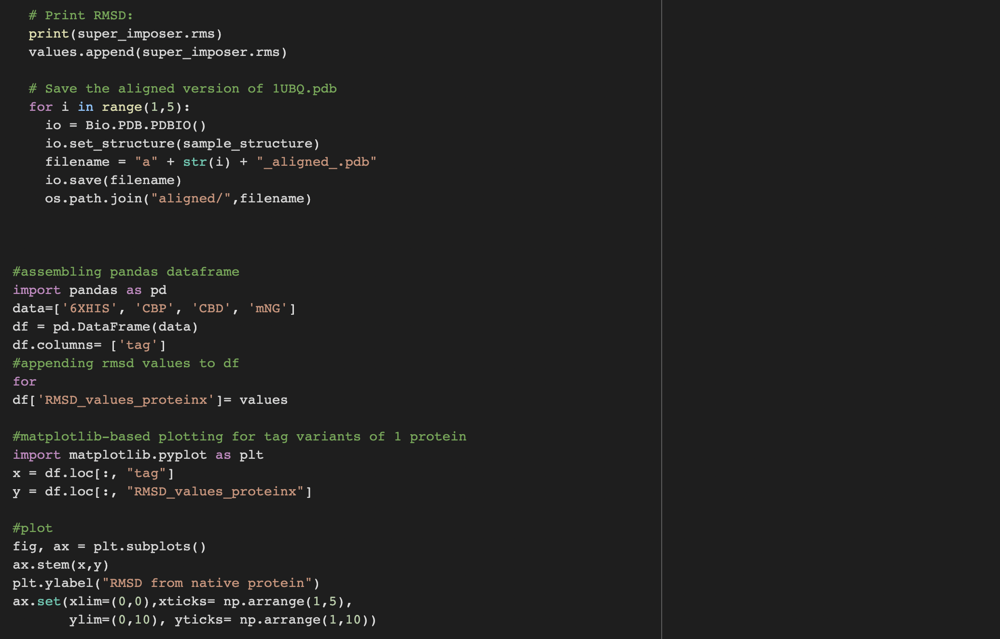 # Print RMSD:
print(super_imposer.rms)
values.append(super_imposer.rms)
# Save the aligned version of 1UBQ.pdb
for i in range(1,5):
io = Bio.PDB.PDBIO()
io.set_structure(sample_structure)
filename = "a" + str(i) + "_aligned_.pdb"
io.save(filename)
os.path.join("aligned/",filename)
#assembling pandas dataframe
import pandas as pd
data=['6XHIS', 'CBP', 'CBD', 'mNG']
df = pd.DataFrame(data)
df.columns= ['tag']
#appending rmsd values to df
for
df['RMSD_values_proteinx']= values
#matplotlib-based plotting for tag variants of 1 protein
import matplotlib.pyplot as plt
x = df.loc[:, "tag"]
y = df.loc[:, "RMSD_values_proteinx"]
#plot
fig, ax = plt.subplots()
ax.stem(x,y)
plt.ylabel("RMSD from native protein")
ax.set(xlim=(0,0),xticks= np.arrange(1,5),
ylim=(0,10), yticks= np.arrange(1,10))